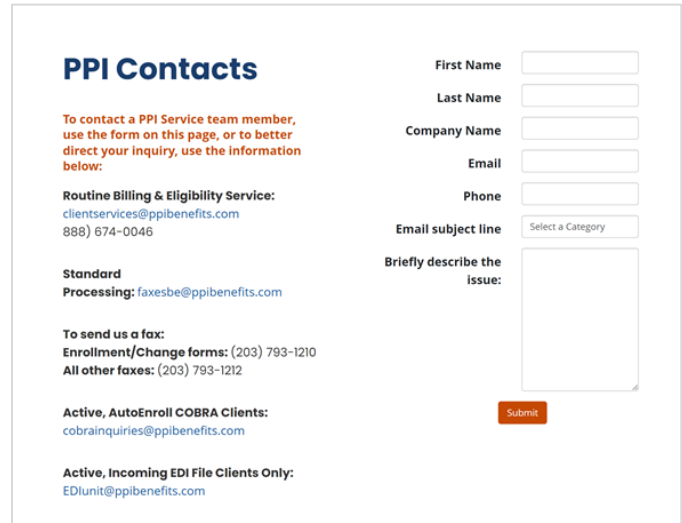 PPI Contacts
To contact a PPI Service team member,
use the form on this page, or to better
direct your inquiry, use the information
below:
Routine Billing & Eligibility Service:
clientservices@ppibenefits.com
888) 674-0046
Standard
Processing: faxesbe@ppibenefits.com
To send us a fax:
Enrollment/Change forms: (203) 793-1210
All other faxes: (203) 793-1212
Active, AutoEnroll COBRA Clients:
cobrainquiries@ppibenefits.com
Active, Incoming EDI File Clients Only:
EDIunit@ppibenefits.com
First Name
Last Name
Company Name
Email
Phone
Email subject line
Select a Category
Briefly describe the
issue:
Submit